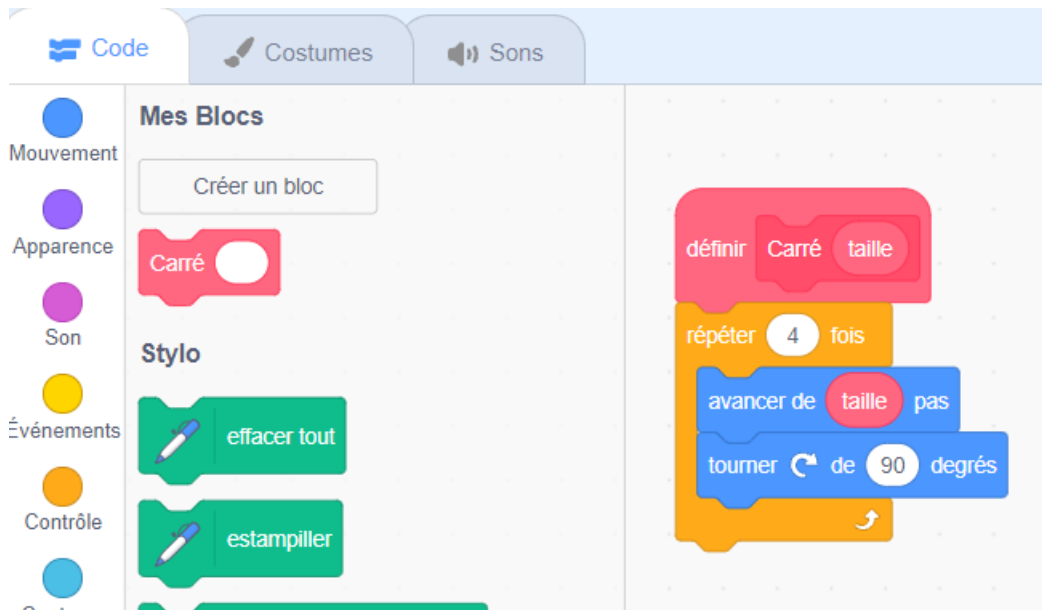 Code
Costumes
Sons
Mouvement
Apparence
Son
Événements
Contrôle
Mes Blocs
Créer un bloc
Carré
Stylo
effacer tout
estampiller
définir Carré taille
répéter 4 fois
avancer de taille pas
tourner de 90 degrés